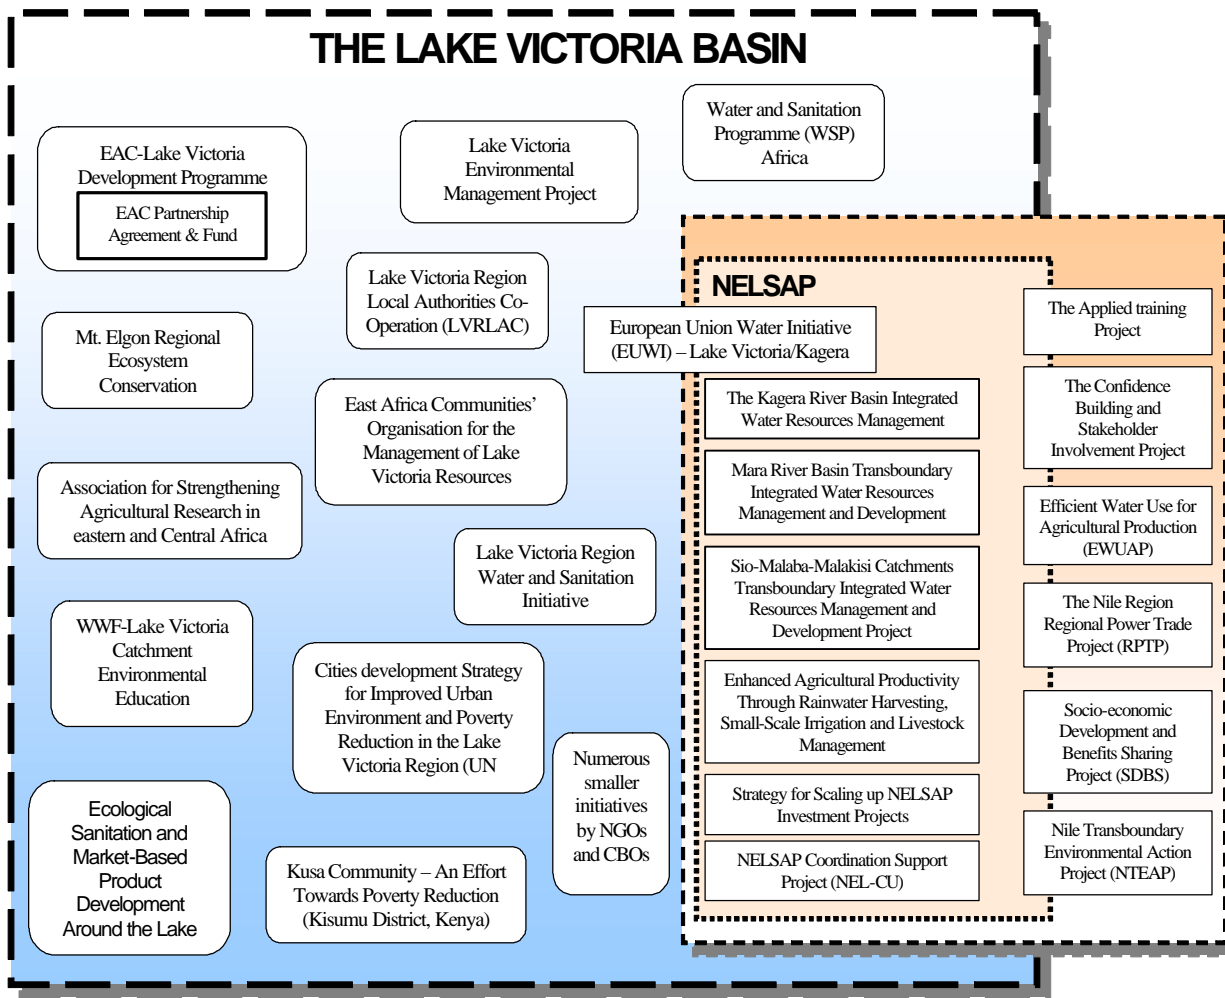 THE LAKE VICTORIA BASIN
Water and Sanitation
Programme (WSP)
Africa
Lake Victoria
Environmental
Management Project
EAC-Lake Victoria
Development Programme
EAC Partnership
Agreement & Fund
Lake Victoria Region
Local Authorities Co-
Operation (LVRLAC)
Mt. Elgon Regional
Ecosystem
Conservation
East Africa Communities'
Organisation for the
Management of Lake
Victoria Resources
Association for Strengthening
Agricultural Research in
eastern and Central Africa
Lake Victoria Region
Water and Sanitation
Initiative
WWF-Lake Victoria
Catchment
Environmental
Education
Cities development Strategy
for Improved Urban
Environment and Poverty
Reduction in the Lake
Victoria Region (UN
Numerous
smaller
initiatives
by NGOs
and CBOs
Ecological
Sanitation and
Market-Based
Product
Development
Around the Lake
Kusa Community – An Effort
Towards Poverty Reduction
(Kisumu District, Kenya)
NELSAP
European Union Water Initiative
(EUWI) – Lake Victoria/Kagera
The Kagera River Basin Integrated
Water Resources Management
Mara River Basin Transboundary
Integrated Water Resources
Management and Development
Sio-Malaba-Malakisi Catchments
Transboundary Integrated Water
Resources Management and
Development Project
Enhanced Agricultural Productivity
Through Rainwater Harvesting,
Small-Scale Irrigation and Livestock
Management
Strategy for Scaling up NELSAP
Investment Projects
NELSAP Coordination Support
Project (NEL-CU)
The Applied training
Project
The Confidence
Building and
Stakeholder
Involvement Project
Efficient Water Use for
Agricultural Production
(EWUAP)
The Nile Region
Regional Power Trade
Project (RPTP)
Socio-economic
Development and
Benefits Sharing
Project (SDBS)
Nile Transboundary
Environmental Action
Project (NTEAP)